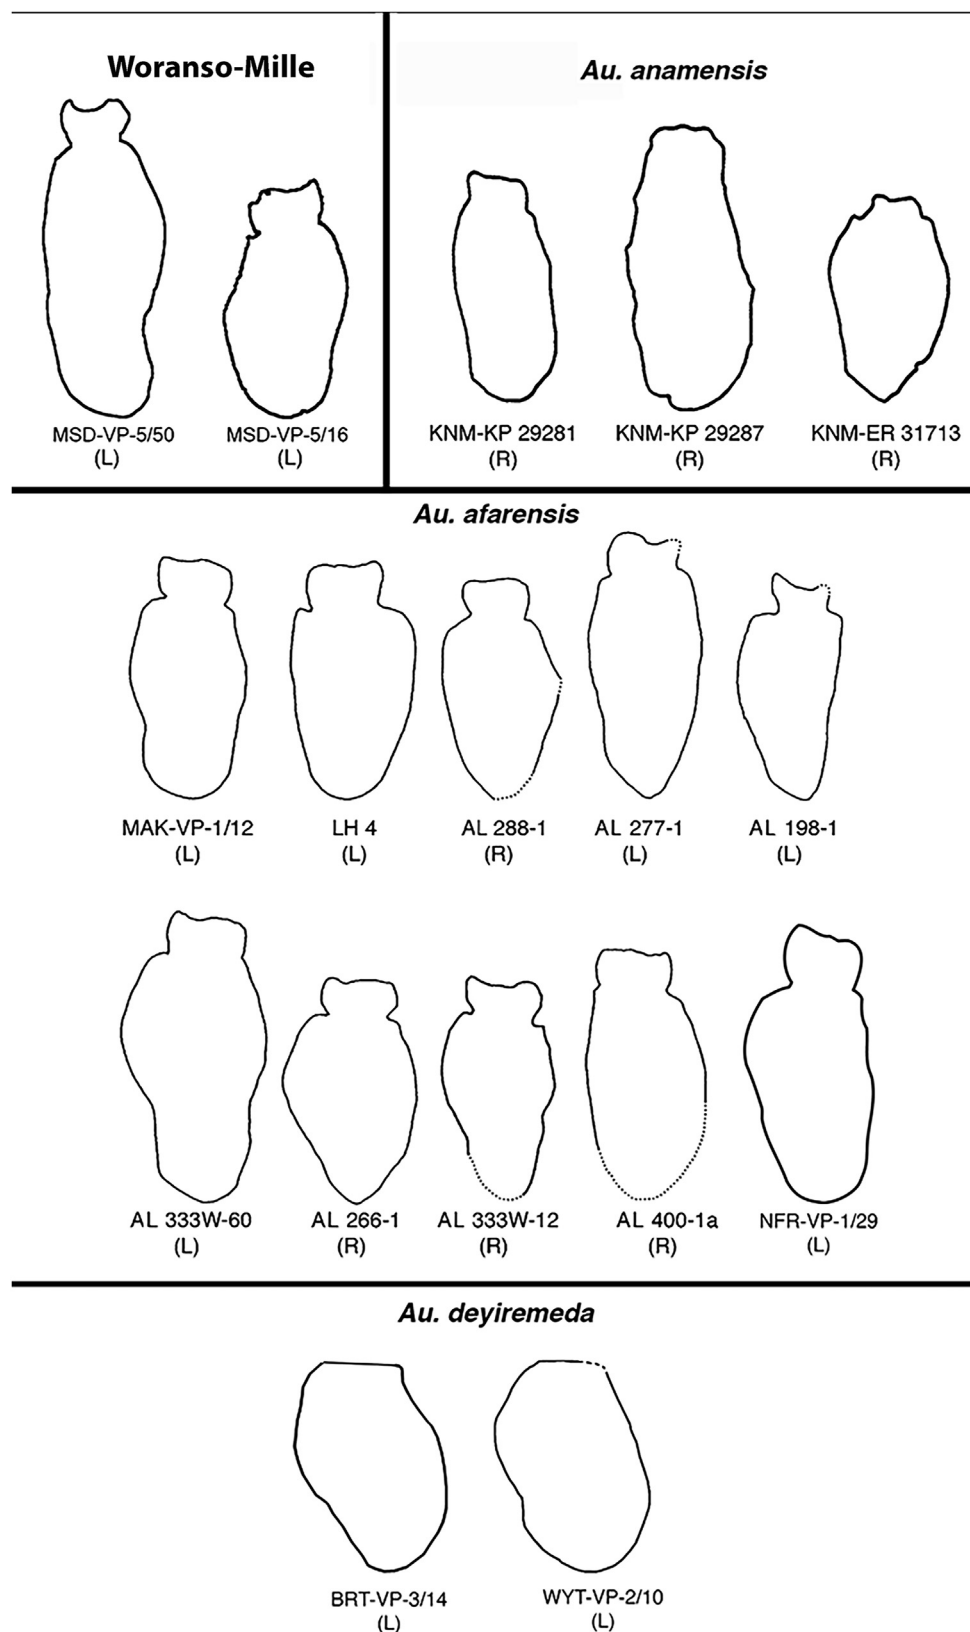 Woranso-Mille
Au. anamensis
MSD-VP-5/50
(L)
MSD-VP-5/16
(L)
KNM-KP 29281
(R)
KNM-KP 29287
(R)
KNM-ER 31713
(R)
Au. afarensis
MAK-VP-1/12
(L)
LH 4
(L)
AL 288-1
(R)
AL 277-1
(L)
AL 198-1
(L)
AL 333W-60
(L)
AL 266-1
(R)
AL 333W-12
(R)
AL 400-1a
(R)
NFR-VP-1/29
(L)
Au. deyiremeda
BRT-VP-3/14
(L)
WYT-VP-2/10
(L)